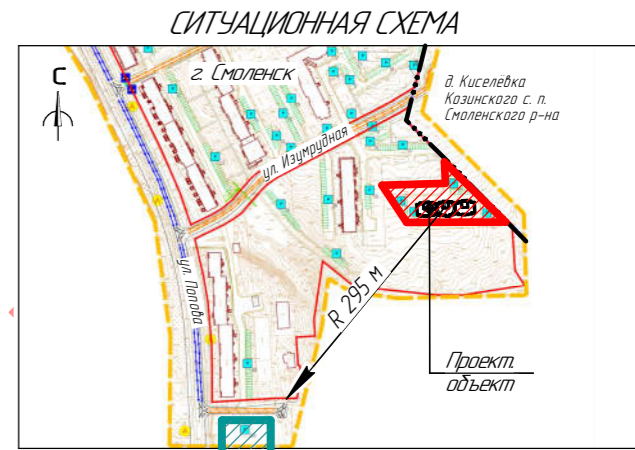 СИТУАЦИОННАЯ СХЕМА
С
г. Смоленск
д. Киселёвка
Козинского с. п.
Смоленского р-на
ул. Изумрудная
ул. Попова
R 295 м
Проект.
объект